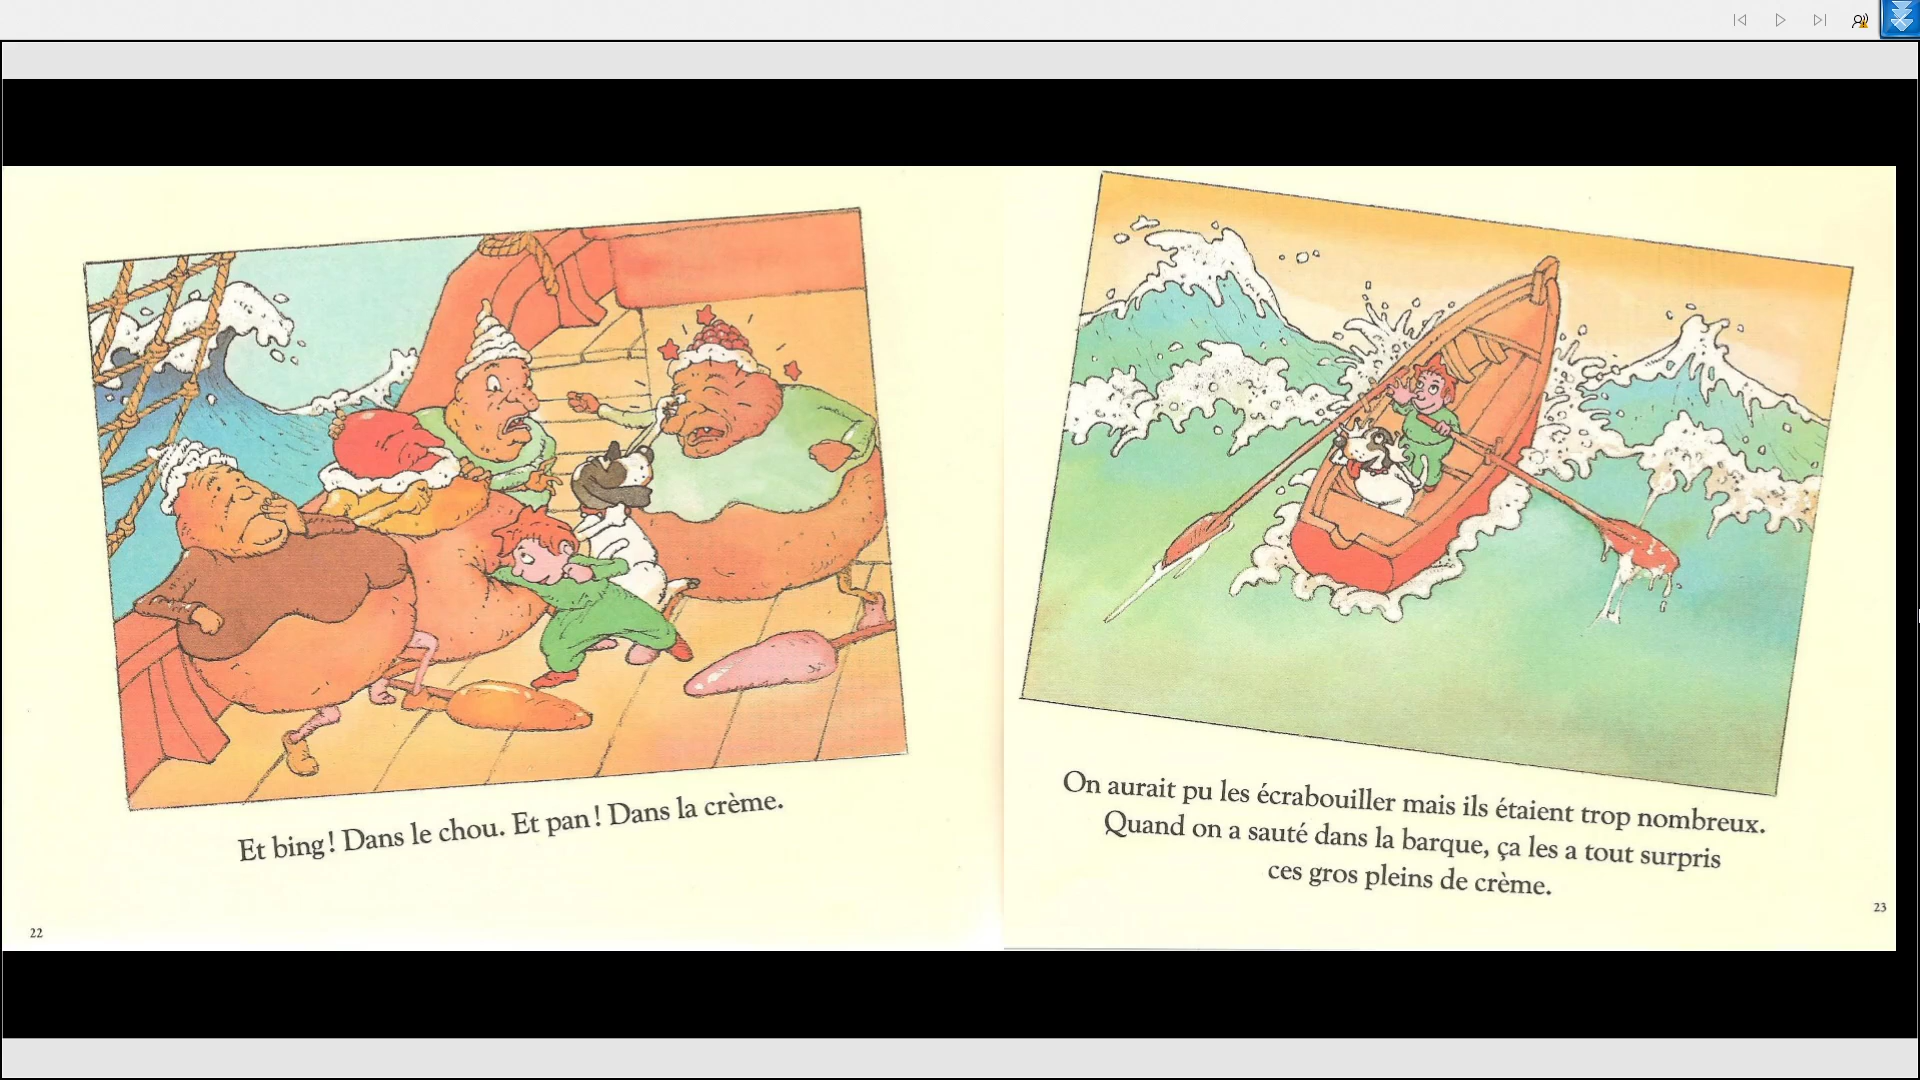 Et bing ! Dans le chou. Et pan ! Dans la crème.
22
On aurait pu les écrabouiller mais ils étaient trop nombreux.
Quand on a sauté dans la barque, ça les a tout surpris
ces gros pleins de crème.
23